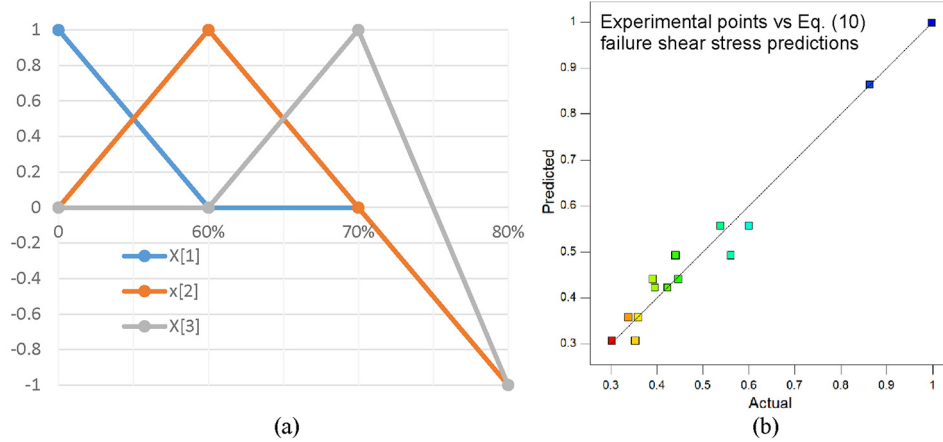 1
0.8
0.6
0.4
0.2
0
-0.2
-0.4
-0.6
-0.8
-1
0 60% 70% 80%
X[1]
x[2]
X[3]
(a)
Experimental points vs Eq. (10)
failure shear stress predictions
Predicted
1
0.9
0.8
0.7
0.6
0.5
0.4
0.3
0.3 0.4 0.5 0.6 0.7 0.8 0.9 1
Actual
(b)